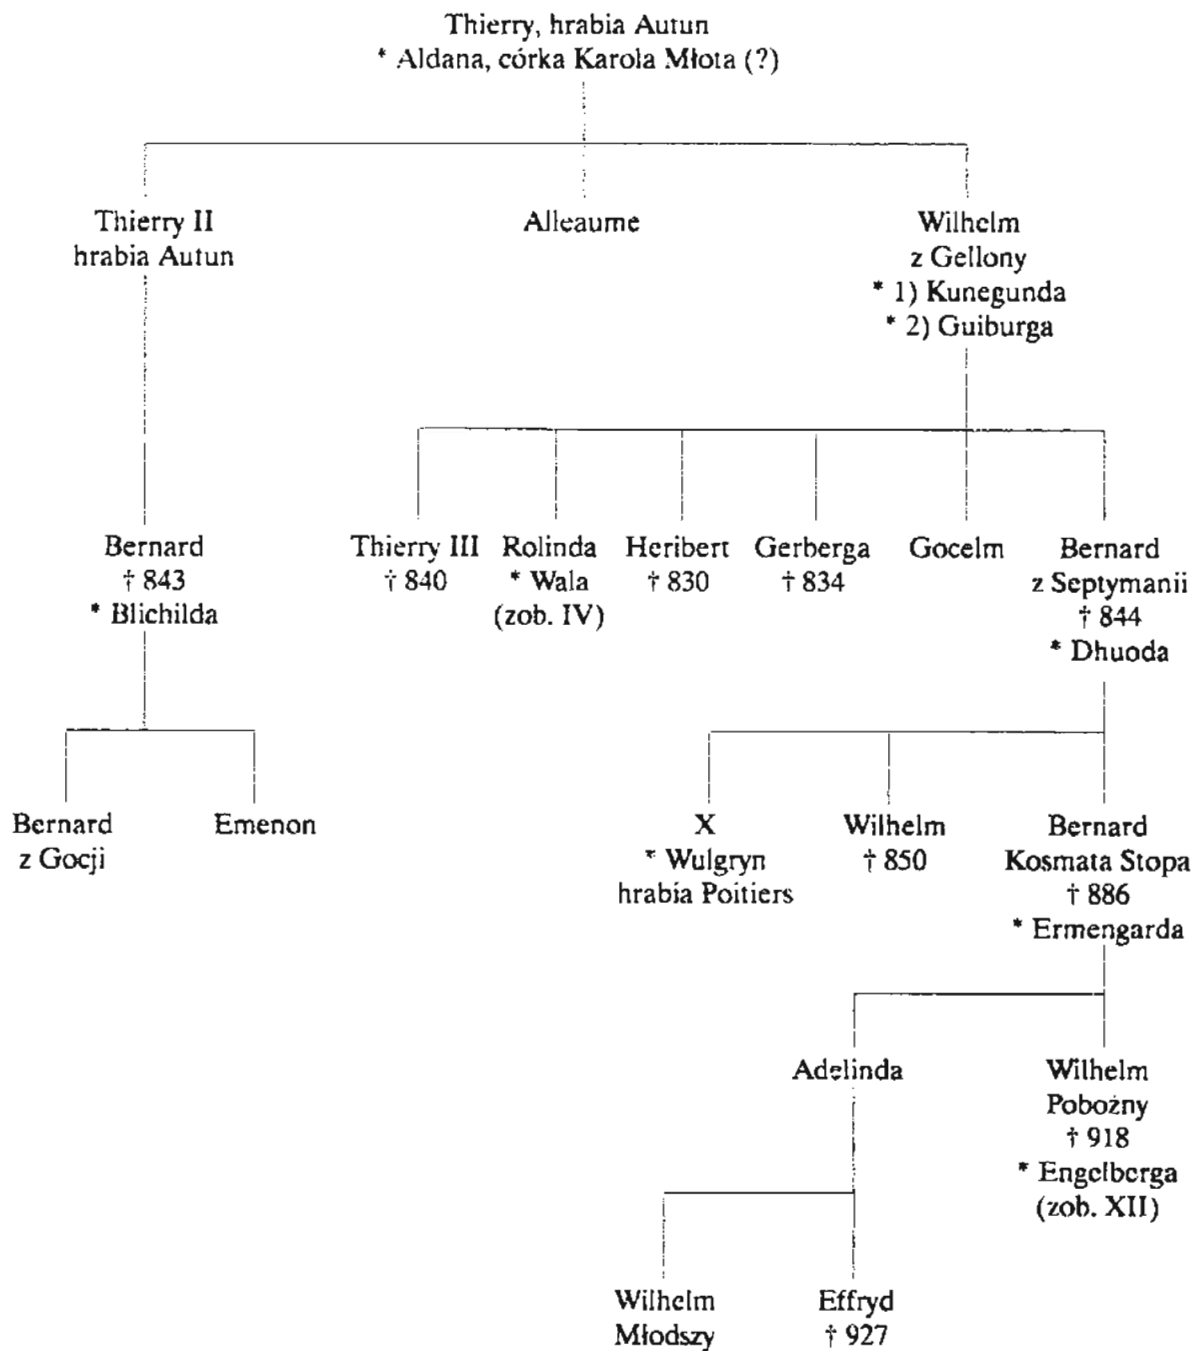 Thierry, hrabia Autun
* Aldana, córka Karola Młota (?)
Thierry II
hrabia Autun
Alleaume
Wilhelm
z Gellony
* 1) Kunegunda
* 2) Guiburga
Bernard
† 843
* Blichilda
Thierry III
† 840
Rolinda
* Wala
(zob. IV)
Heribert
† 830
Gerberga
† 834
Gocelm
Bernard
z Septymanii
† 844
* Dhuoda
Bernard
z Gocji
Emenon
X
* Wulgryn
hrabia Poitiers
Wilhelm
† 850
Bernard
Kosmata Stopa
† 886
* Ermengarda
Adelinda
Wilhelm
Pobożny
† 918
* Engelberga
(zob. XII)
Wilhelm
Młodszy
Effryd
† 927